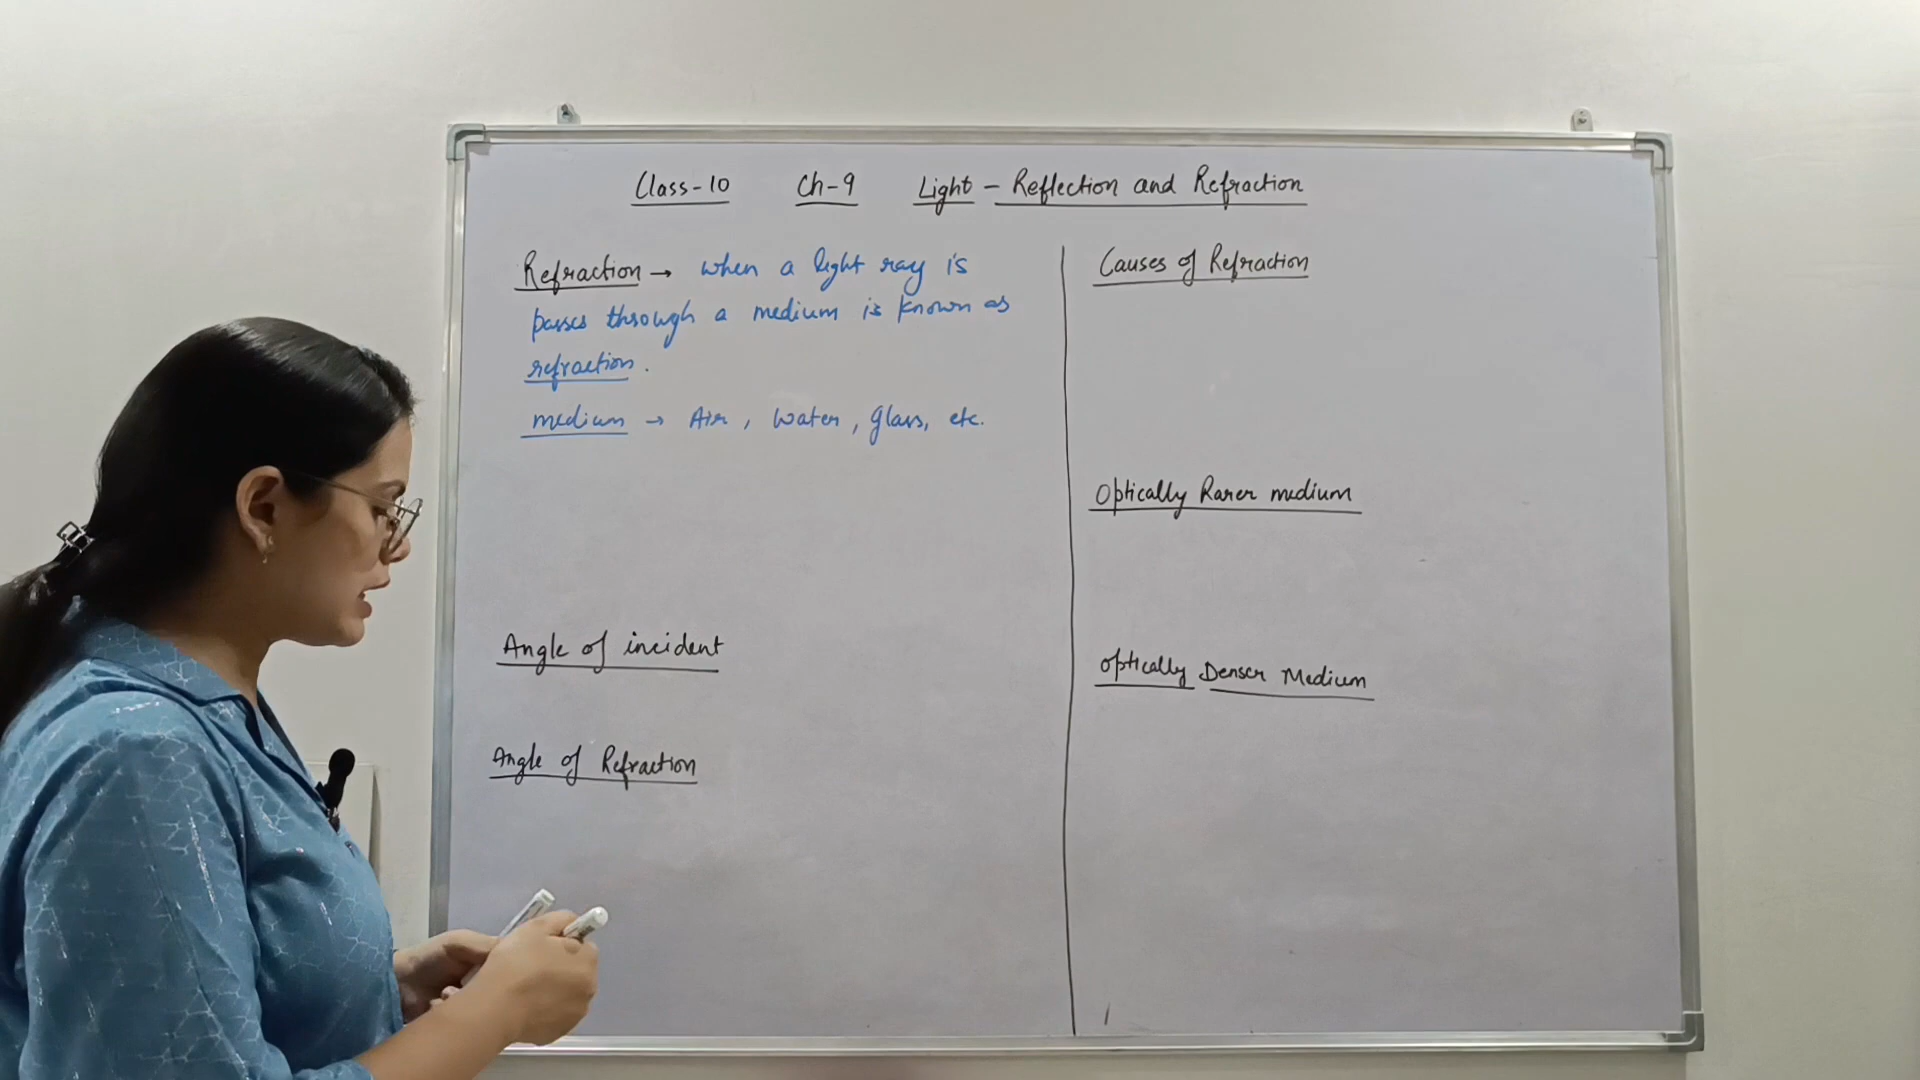 Class-10 Ch-9 Light - Reflection and Refraction
Refraction → when a light ray is
passes through a medium is known as
refraction.
medium → Air, Water, Glass, etc.
Angle of incident
Angle of Refraction
Causes of Refraction
Optically Rarer medium
Optically Denser Medium